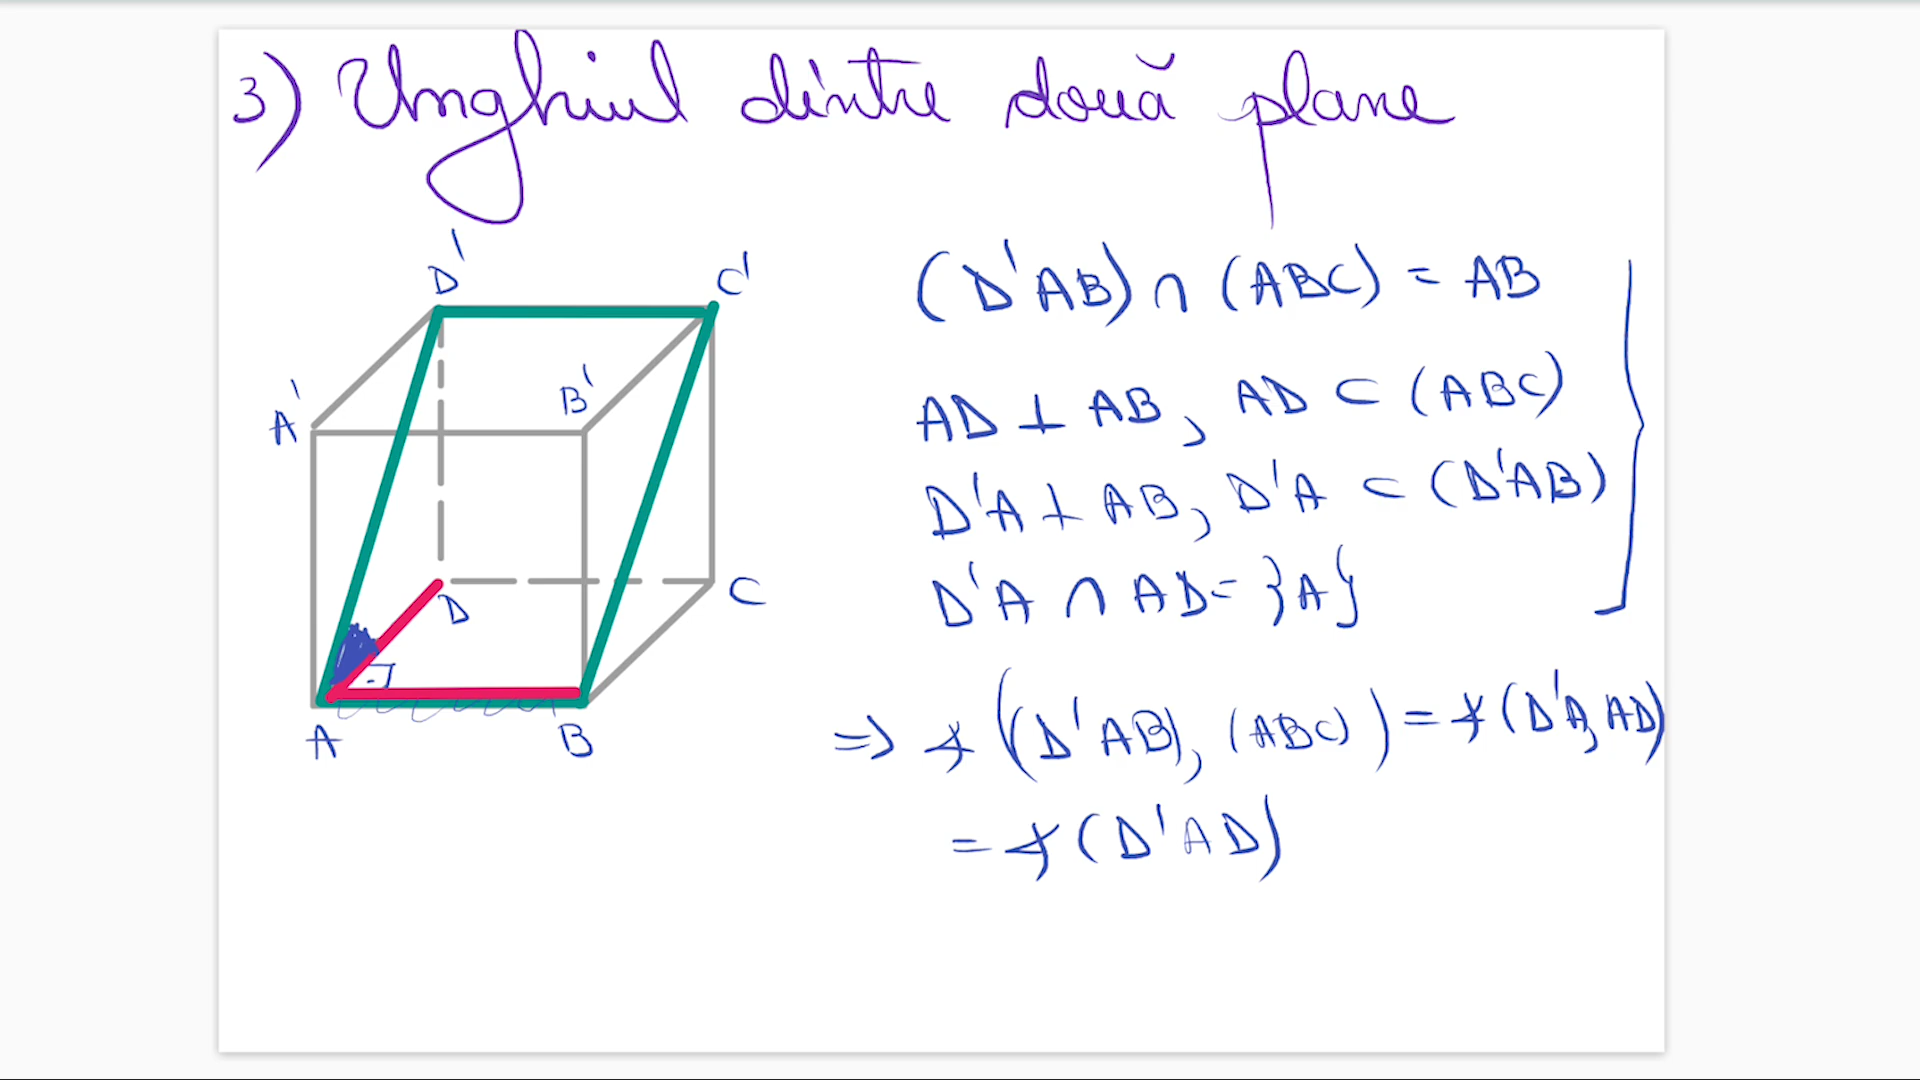 3) Unghiul dintre două plane
D'
C'
A'
B'
D
C
A
B
(D'AB) ∩ (ABC) = AB
AD ⊥ AB, AD ⊂ (ABC)
D'A ⊥ AB, D'A ⊂ (D'AB)
D'A ∩ AD = {A}
⇒ ∢((D'AB), (ABC)) = ∢(D'A, AD)
= ∢(D'AD)